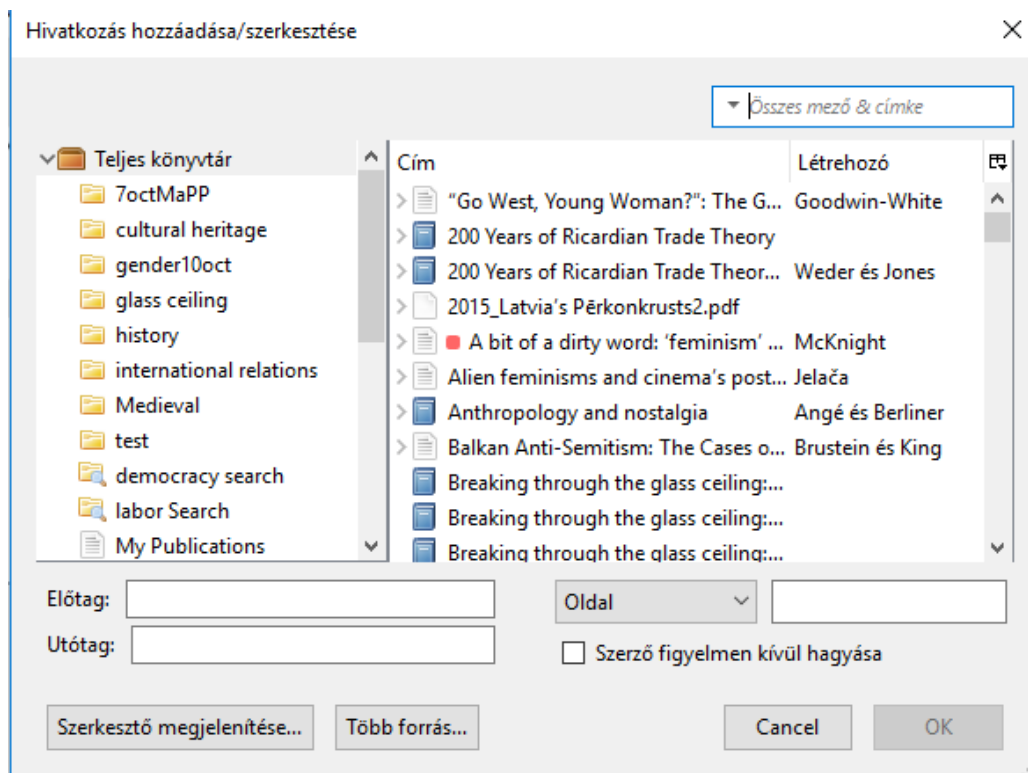 Hivatkozás hozzáadása/szerkesztése
Összes mező & címke
Teljes könyvtár
7octMaPP
cultural heritage
gender10oct
glass ceiling
history
international relations
Medieval
test
democracy search
labor Search
My Publications
Cím Létrehozó
"Go West, Young Woman?": The G... Goodwin-White
200 Years of Ricardian Trade Theory
200 Years of Ricardian Trade Theor... Weder és Jones
2015_Latvia's Pērkonkrusts2.pdf
A bit of a dirty word: 'feminism' ... McKnight
Alien feminisms and cinema's post... Jelača
Anthropology and nostalgia Angé és Berliner
Balkan Anti-Semitism: The Cases o... Brustein és King
Breaking through the glass ceiling:...
Breaking through the glass ceiling:...
Breaking through the glass ceiling:...
Előtag:
Oldal
Utótag:
Szerző figyelmen kívül hagyása
Szerkesztő megjelenítése... Több forrás... Cancel OK